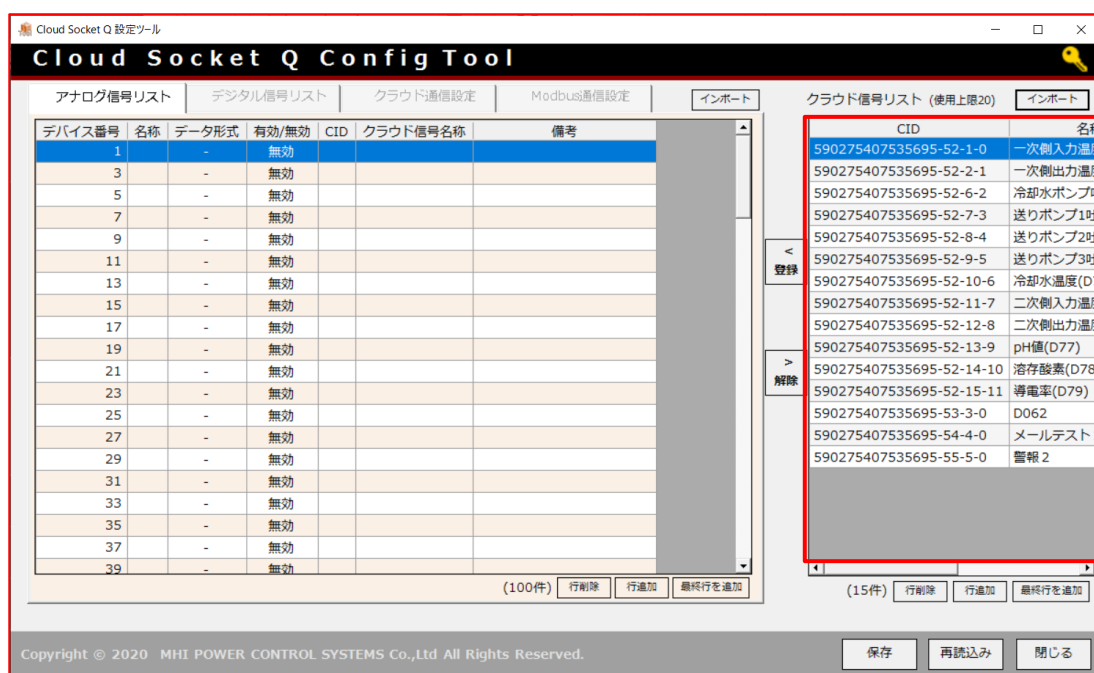 Cloud Socket Q 設定ツール
Cloud Socket Q Config Tool
アナログ信号リスト デジタル信号リスト クラウド通信設定 Modbus通信設定 インポート クラウド信号リスト (使用上限20) インポート
デバイス番号 名称 データ形式 有効/無効 CID クラウド信号名称 備考
1 - 無効
3 - 無効
5 - 無効
7 - 無効
9 - 無効
11 - 無効
13 - 無効
15 - 無効
17 - 無効
19 - 無効
21 - 無効
23 - 無効
25 - 無効
27 - 無効
29 - 無効
31 - 無効
33 - 無効
35 - 無効
37 - 無効
39 - 無効
(100件) 行削除 行追加 最終行を追加
<
登録
>
解除
CID 名称
590275407535695-52-1-0 一次側入力温度
590275407535695-52-2-1 一次側出力温度
590275407535695-52-6-2 冷却水ポンプ
590275407535695-52-7-3 送りポンプ1吐
590275407535695-52-8-4 送りポンプ2吐
590275407535695-52-9-5 送りポンプ3吐
590275407535695-52-10-6 冷却水温度(D
590275407535695-52-11-7 二次側入力温度
590275407535695-52-12-8 二次側出力温度
590275407535695-52-13-9 pH値(D77)
590275407535695-52-14-10 溶存酸素(D78
590275407535695-52-15-11 導電率(D79)
590275407535695-53-3-0 D062
590275407535695-54-4-0 メールテスト
590275407535695-55-5-0 警報2
(15件) 行削除 行追加 最終行を追加
Copyright © 2020 MHI POWER CONTROL SYSTEMS Co.,Ltd All Rights Reserved.
保存 再読込み 閉じる